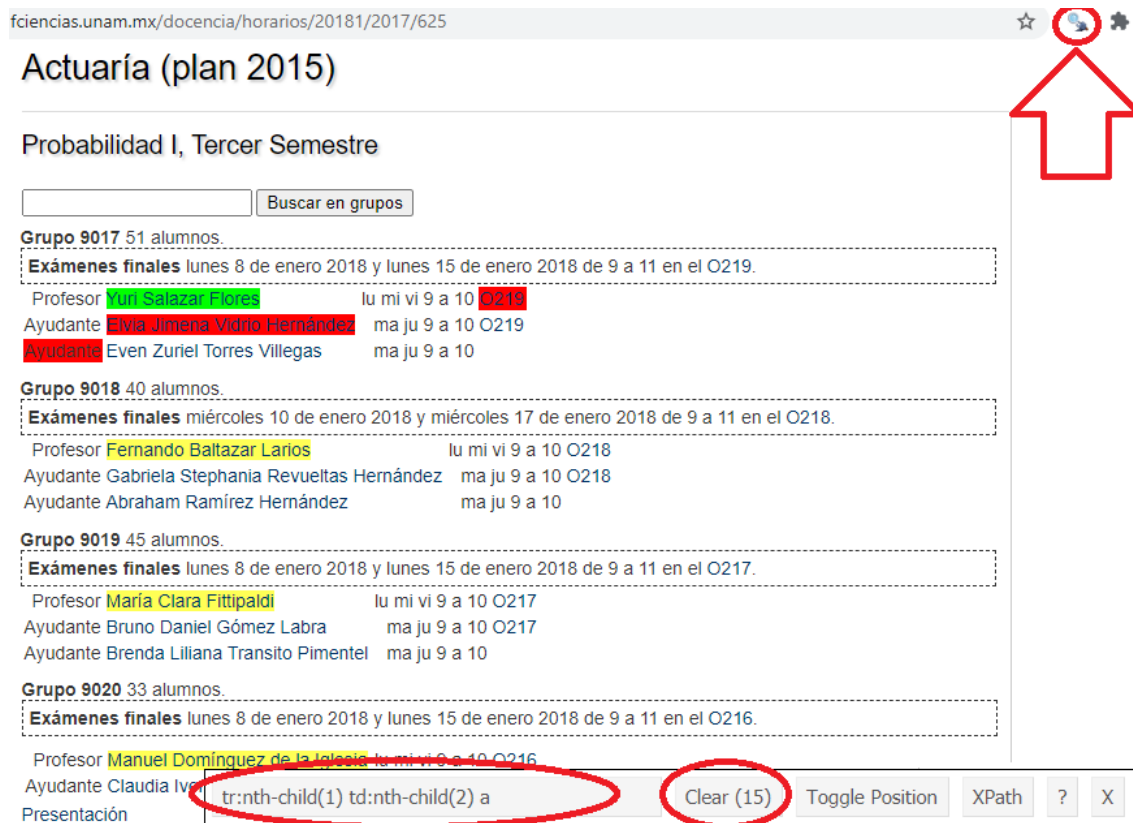 fciencias.unam.mx/docencia/horarios/20181/2017/625
Actuaría (plan 2015)
Probabilidad I, Tercer Semestre
Buscar en grupos
Grupo 9017 51 alumnos.
Exámenes finales lunes 8 de enero 2018 y lunes 15 de enero 2018 de 9 a 11 en el O219.
Profesor Yuri Salazar Flores lu mi vi 9 a 10 O219
Ayudante Elvia Jimena Vidrio Hernández ma ju 9 a 10 O219
Ayudante Even Zuriel Torres Villegas ma ju 9 a 10
Grupo 9018 40 alumnos.
Exámenes finales miércoles 10 de enero 2018 y miércoles 17 de enero 2018 de 9 a 11 en el O218.
Profesor Fernando Baltazar Larios lu mi vi 9 a 10 O218
Ayudante Gabriela Stephania Revueltas Hernández ma ju 9 a 10 O218
Ayudante Abraham Ramírez Hernández ma ju 9 a 10
Grupo 9019 45 alumnos.
Exámenes finales lunes 8 de enero 2018 y lunes 15 de enero 2018 de 9 a 11 en el O217.
Profesor María Clara Fittipaldi lu mi vi 9 a 10 O217
Ayudante Bruno Daniel Gómez Labra ma ju 9 a 10 O217
Ayudante Brenda Liliana Transito Pimentel ma ju 9 a 10
Grupo 9020 33 alumnos.
Exámenes finales lunes 8 de enero 2018 y lunes 15 de enero 2018 de 9 a 11 en el O216.
Profesor Manuel Domínguez de la Iglesia lu mi vi 9 a 10 O216
Ayudante Claudia
Presentación
tr:nth-child(1) td:nth-child(2) a
Clear (15)
Toggle Position
XPath
?
X